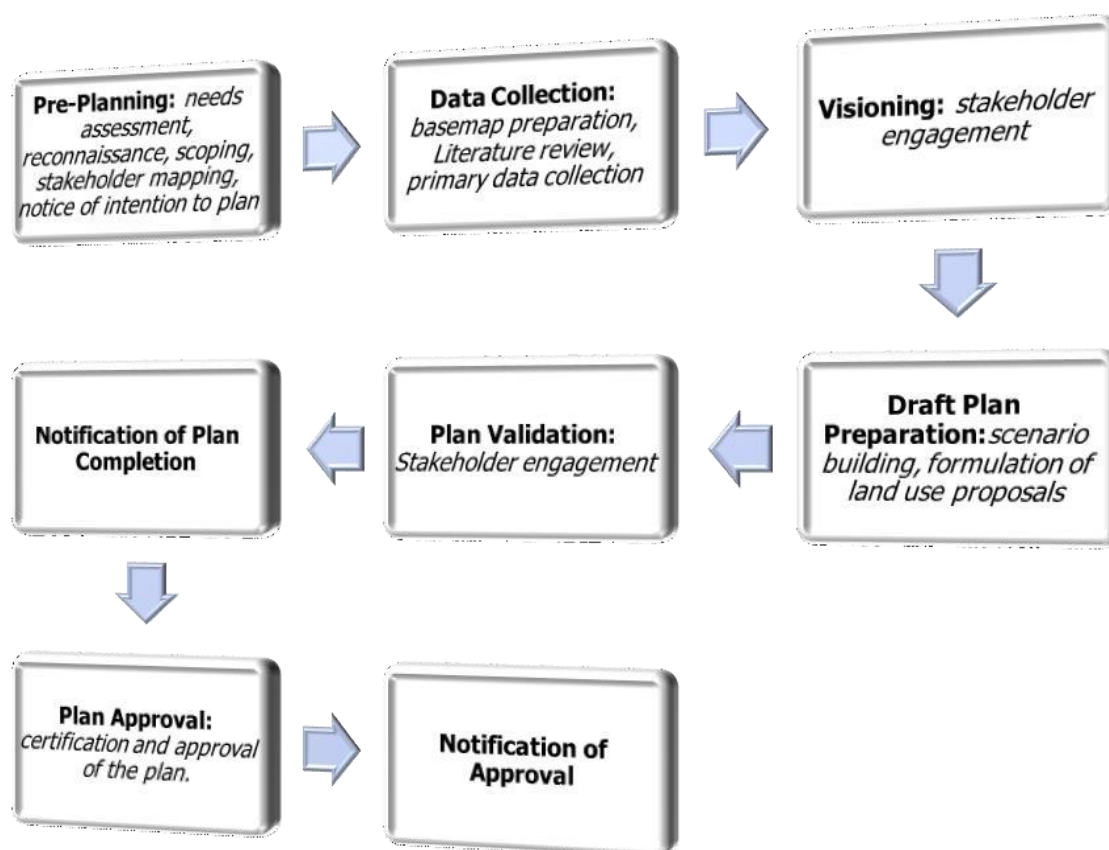 Pre-Planning: needs
assessment,
reconnaissance, scoping,
stakeholder mapping,
notice of intention to plan
Data Collection:
basemap preparation,
Literature review,
primary data collection
Visioning: stakeholder
engagement
Draft Plan
Preparation:scenario
building, formulation of
land use proposals
Plan Validation:
Stakeholder engagement
Notification of Plan
Completion
Plan Approval:
certification and approval
of the plan.
Notification of
Approval